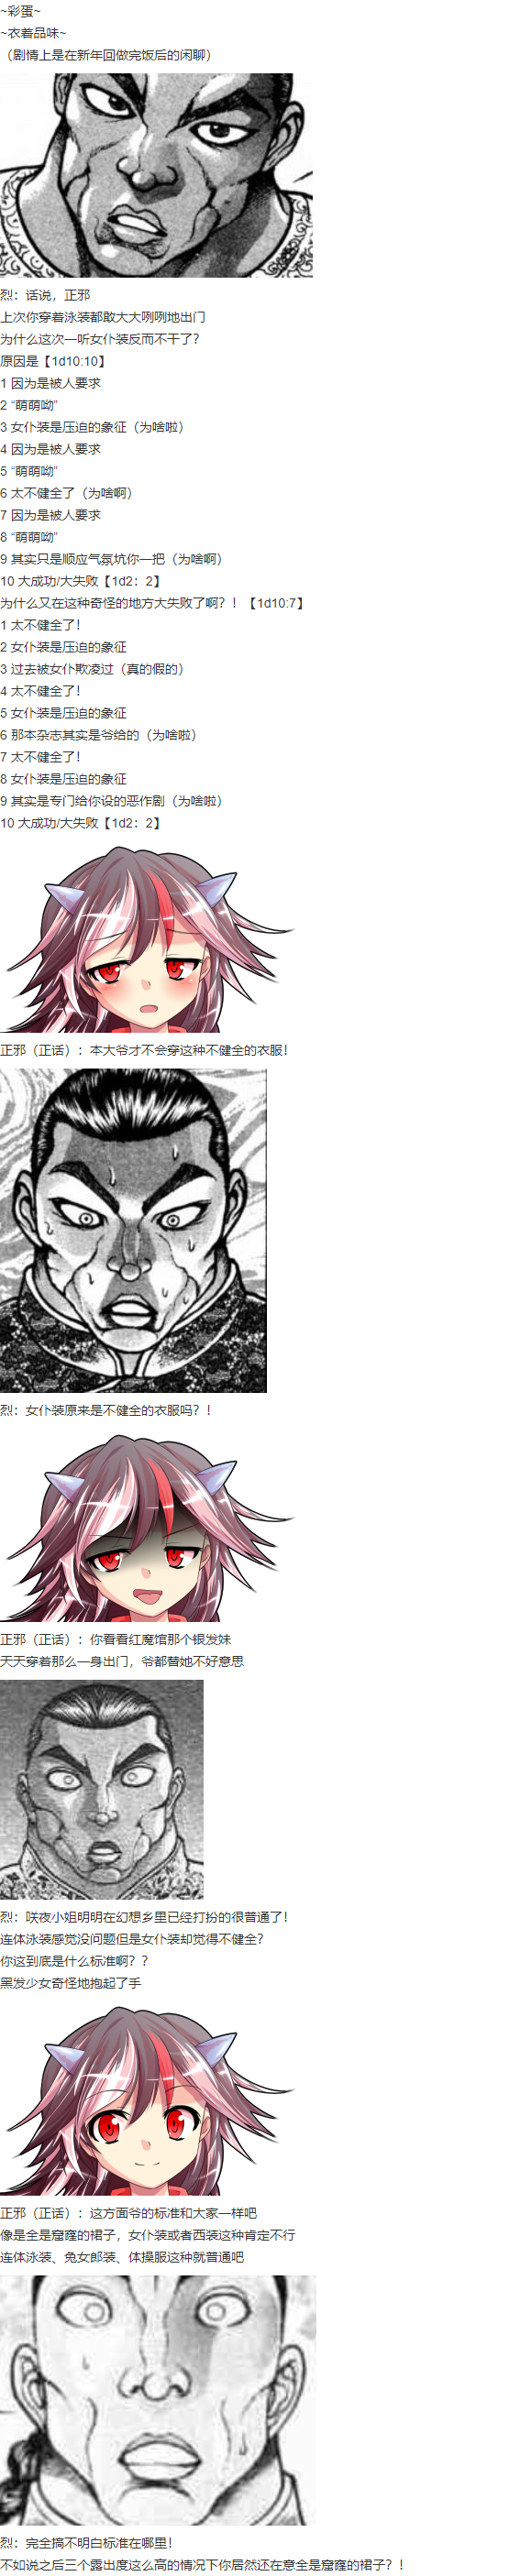 ~彩蛋~
~衣着品味~
（剧情上是在新年回做完饭后的闲聊）
烈：话说，正邪
上次你穿着泳装都敢大大咧咧地出门
为什么这次一听女仆装反而不干了？
原因是【1d10:10】
1 因为是被人要求
2 “萌萌呦”
3 女仆装是压迫的象征（为啥啦）
4 因为是被人要求
5 “萌萌呦”
6 太不健全了（为啥啊）
7 因为是被人要求
8 “萌萌呦”
9 其实只是顺应气氛坑你一把（为啥啊）
10 大成功/大失败【1d2：2】
为什么又在这种奇怪的地方大失败了啊？！【1d10:7】
1 太不健全了！
2 女仆装是压迫的象征
3 过去被女仆欺凌过（真的假的）
4 太不健全了！
5 女仆装是压迫的象征
6 那本杂志其实是爷给的（为啥啦）
7 太不健全了！
8 女仆装是压迫的象征
9 其实是专门给你设的恶作剧（为啥啦）
10 大成功/大失败【1d2：2】
正邪（正话）：本大爷才不会穿这种不健全的衣服！
烈：女仆装原来是不健全的衣服吗？！
正邪（正话）：你看看红魔馆那个银发妹
天天穿着那么一身出门，爷都替她不好意思
烈：咲夜小姐明明在幻想乡里已经打扮的很普通了！
连体泳装感觉没问题但是女仆装却觉得不健全？
你这到底是什么标准啊？？
黑发少女奇怪地抱起了手
正邪（正话）：这方面爷的标准和大家一样吧
像是全是窟窿的裙子，女仆装或者西装这种肯定不行
连体泳装、兔女郎装、体操服这种就普通吧
烈：完全搞不明白标准在哪里！
不如说之后三个露出度这么高的情况下你居然还在意全是窟窿的裙子？！